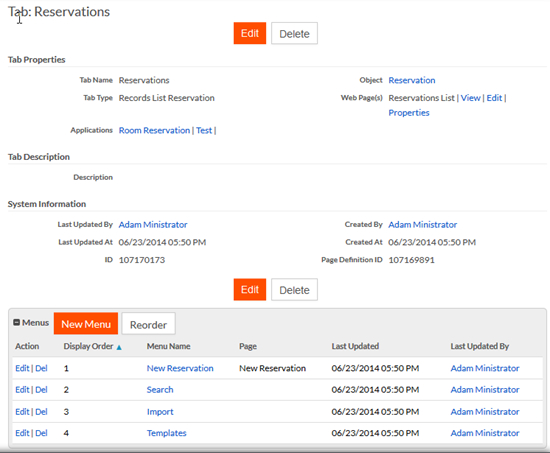 Tab: Reservations
Edit Delete
Tab Properties
Tab Name Reservations Object Reservation
Tab Type Records List Reservation Web Page(s) Reservations List | View | Edit |
Properties
Applications Room Reservation | Test |
Tab Description
Description
System Information
Last Updated By Adam Ministrator Created By Adam Ministrator
Last Updated At 06/23/2014 05:50 PM Created At 06/23/2014 05:50 PM
ID 107170173 Page Definition ID 107169891
Edit Delete
Menus New Menu Reorder
Action Display Order Menu Name Page Last Updated Last Updated By
Edit | Del 1 New Reservation New Reservation 06/23/2014 05:50 PM Adam Ministrator
Edit | Del 2 Search 06/23/2014 05:50 PM Adam Ministrator
Edit | Del 3 Import 06/23/2014 05:50 PM Adam Ministrator
Edit | Del 4 Templates 06/23/2014 05:50 PM Adam Ministrator